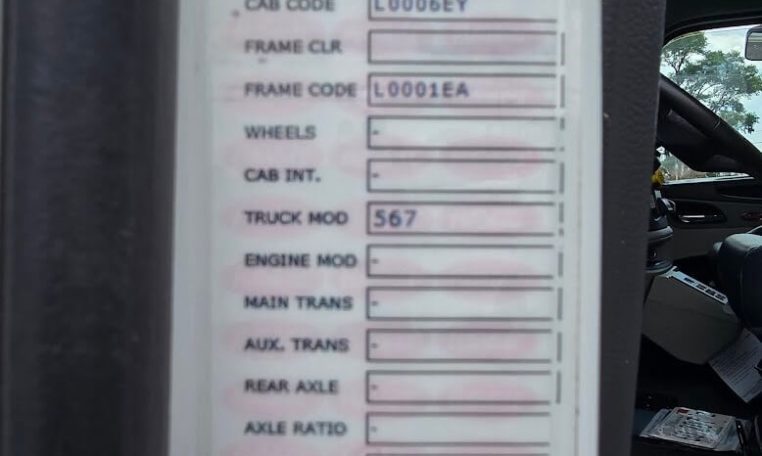 CAB CODE L0006EY
FRAME CLR
FRAME CODE L0001EA
WHEELS -
CAB INT. -
TRUCK MOD 567
ENGINE MOD -
MAIN TRANS -
AUX. TRANS -
REAR AXLE -
AXLE RATIO -